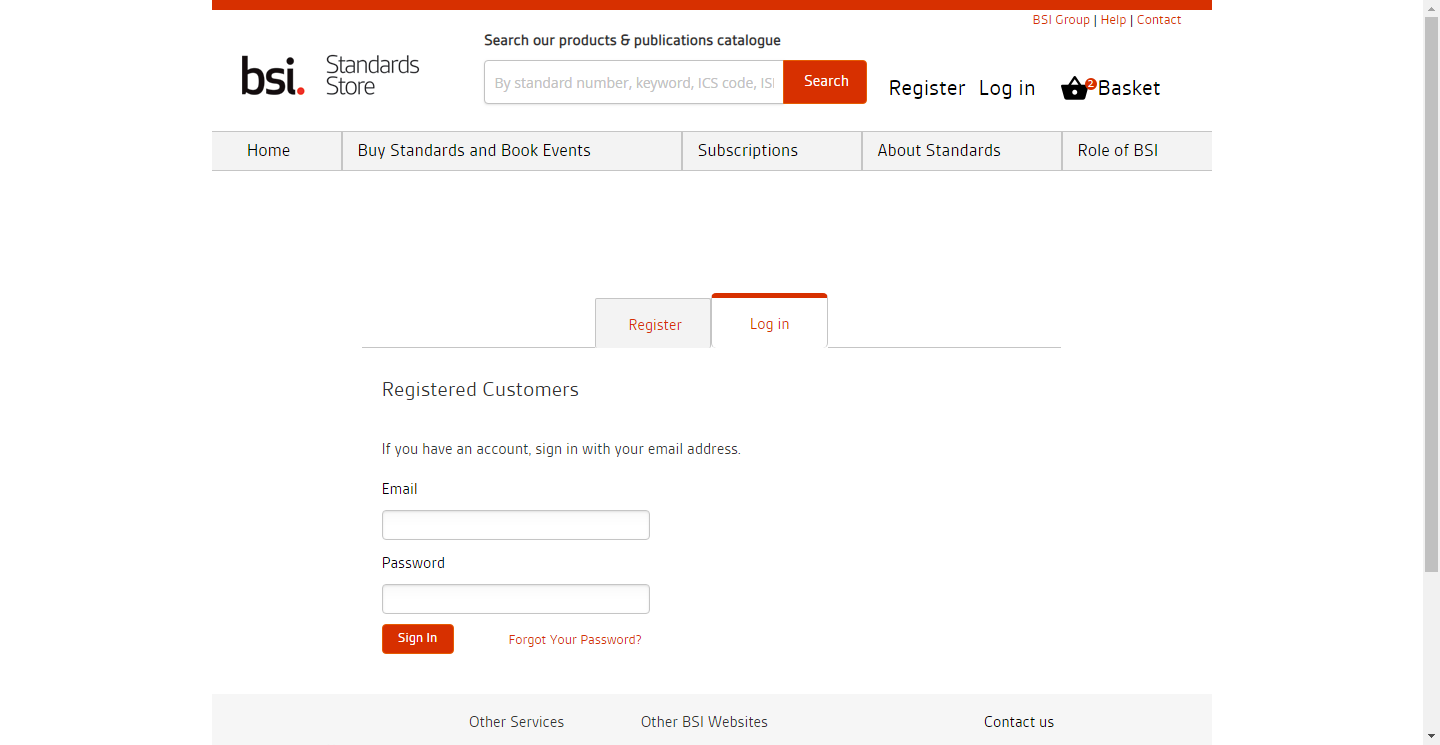 BSI Group | Help | Contact
Search our products & publications catalogue
bsi. Standards Store
By standard number, keyword, ICS code, ISI
Search
Register Log in 2 Basket
Home Buy Standards and Book Events Subscriptions About Standards Role of BSI
Register Log in
Registered Customers
If you have an account, sign in with your email address.
Email
Password
Sign In Forgot Your Password?
Other Services Other BSI Websites Contact us